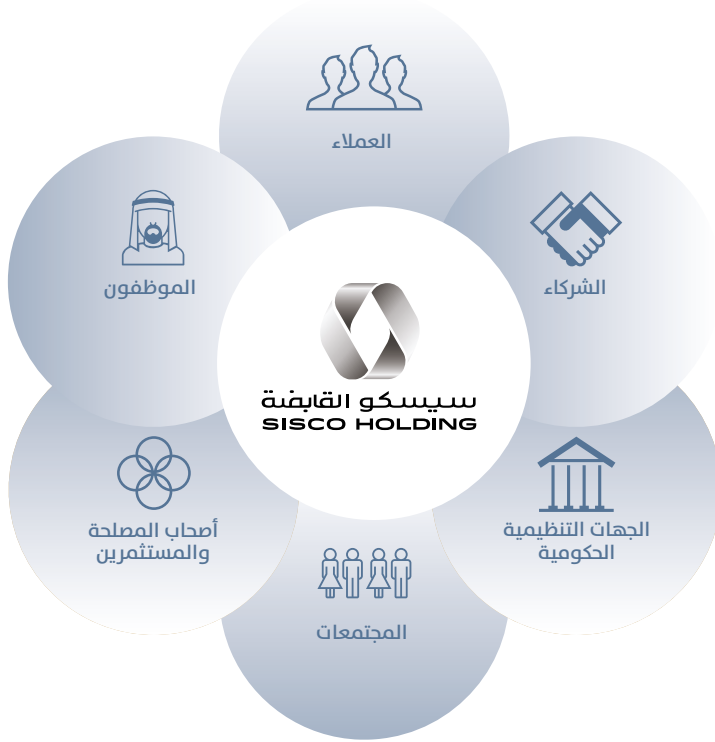 العملاء
الشركاء
الموظفون
سيسكو القابضة
SISCO HOLDING
الجهات التنظيمية
الحكومية
أصحاب المصلحة
والمستثمرين
المجتمعات